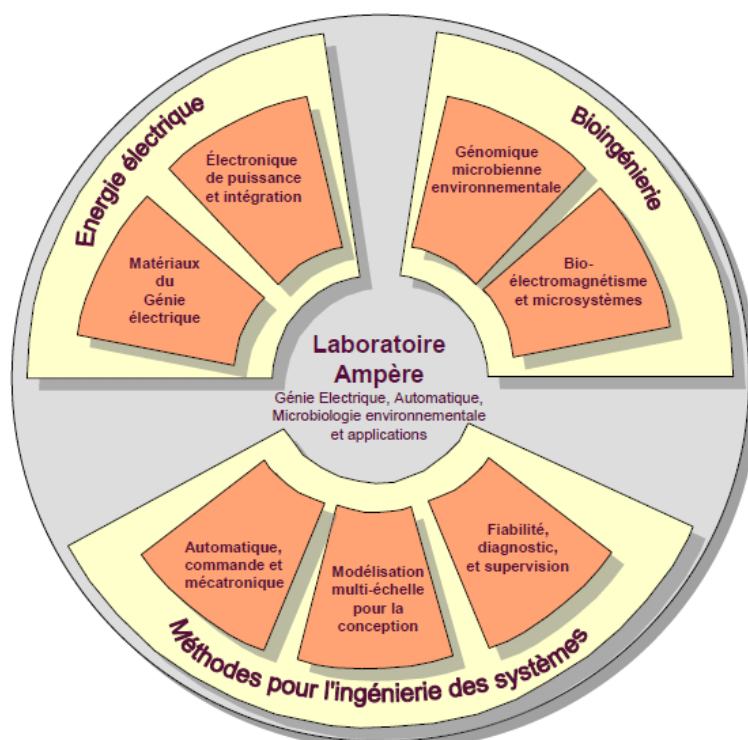 Energie électrique
Électronique
de puissance
et intégration
Matériaux
du
Génie
électrique
Bioingénierie
Génomique
microbienne
environnementale
Bio-
électromagnétisme
et microsystèmes
Laboratoire
Ampère
Génie Electrique, Automatique,
Microbiologie environnementale
et applications
Automatique,
commande et
mécatronique
Modélisation
multi-échelle
pour la
conception
Fiabilité,
diagnostic,
et supervision
Méthodes pour l'ingénierie des systèmes